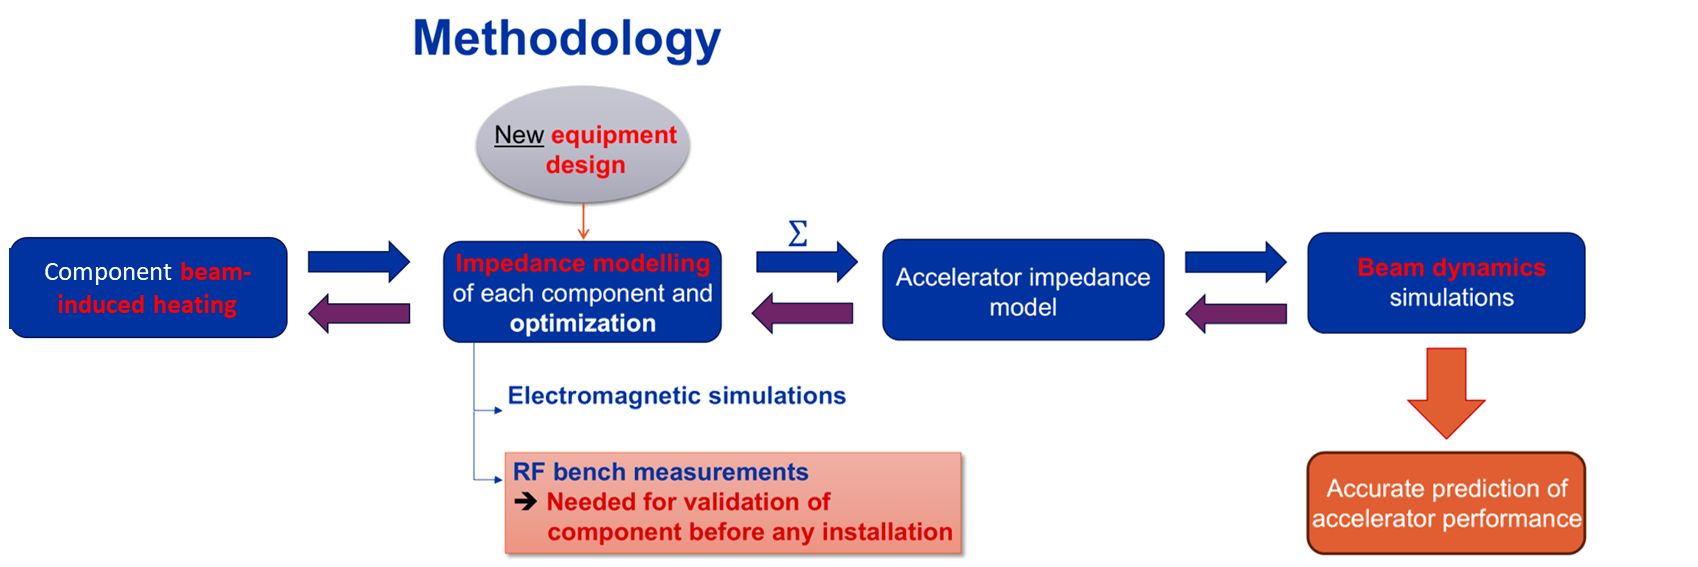 Methodology
New equipment
design
Component beam-
induced heating
Impedance modelling
of each component and
optimization
Σ
Accelerator impedance
model
Beam dynamics
simulations
Electromagnetic simulations
RF bench measurements
➔ Needed for validation of
component before any installation
Accurate prediction of
accelerator performance